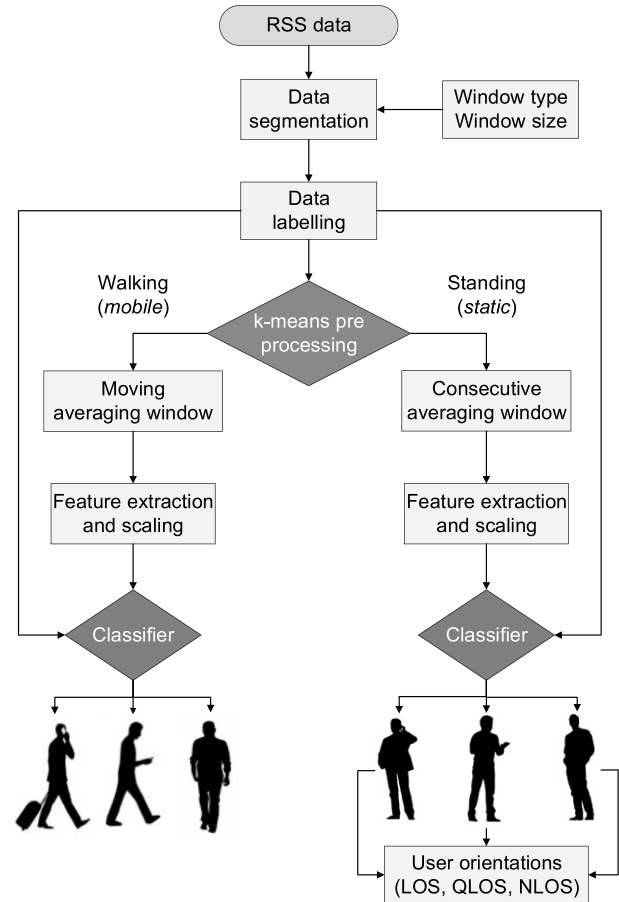 RSS data
Data
segmentation
Window type
Window size
Data
labelling
Walking
(mobile)
Standing
(static)
k-means pre
processing
Moving
averaging window
Consecutive
averaging window
Feature extraction
and scaling
Feature extraction
and scaling
Classifier
Classifier
User orientations
(LOS, QLOS, NLOS)